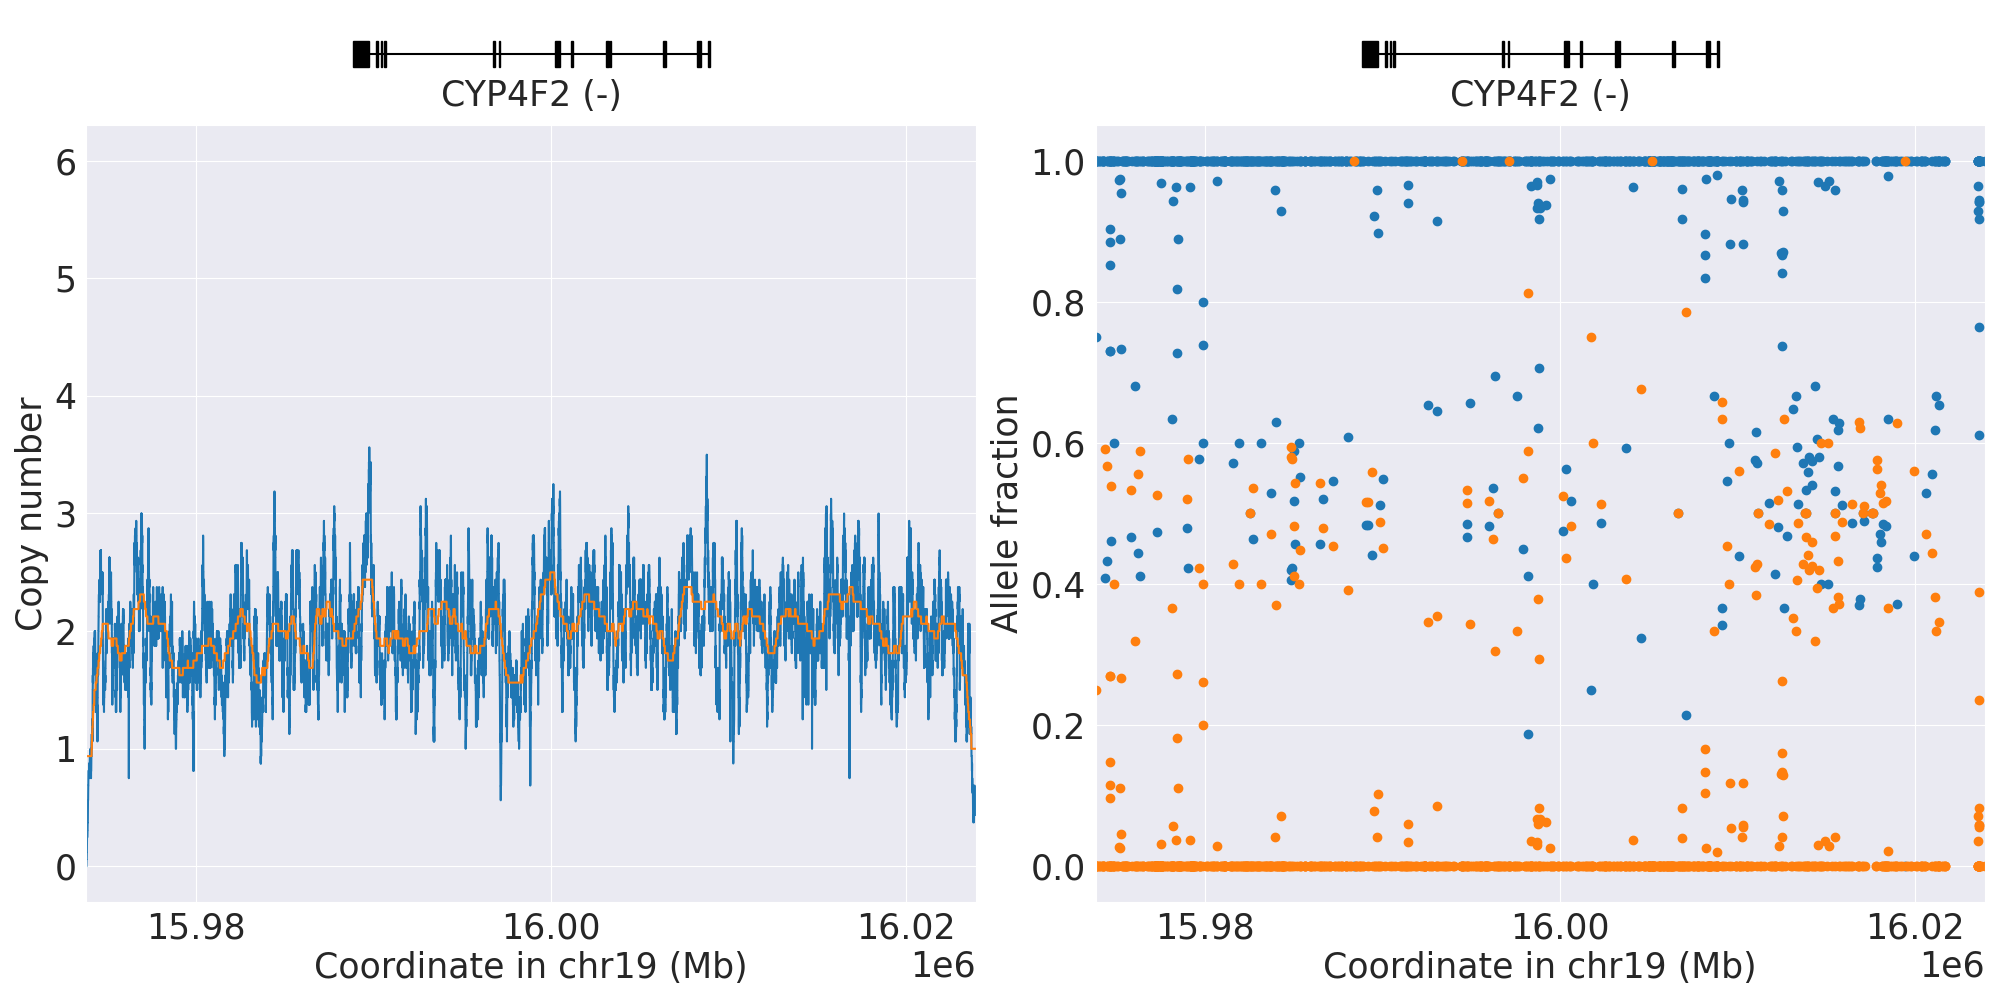 CYP4F2 (-)
6
5
4
3
2
1
0
Copy number
15.98
16.00
16.02
Coordinate in chr19 (Mb)
1e6
CYP4F2 (-)
1.0
0.8
0.6
0.4
0.2
0.0
Allele fraction
15.98
16.00
16.02
Coordinate in chr19 (Mb)
1e6